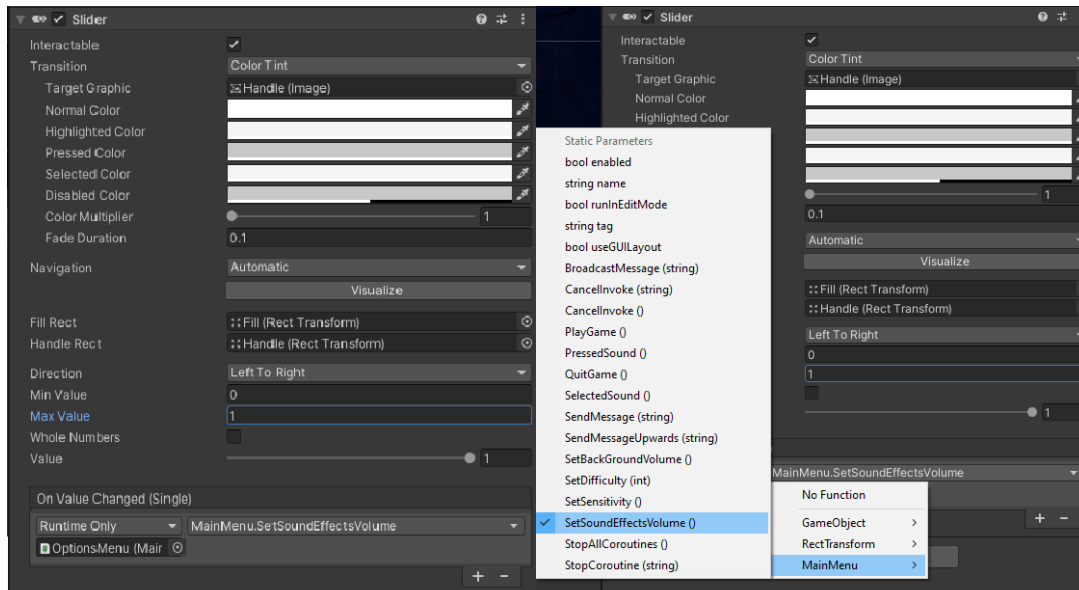 Slider
Interactable
Transition Color Tint
Target Graphic Handle (Image)
Normal Color
Highlighted Color
Pressed Color
Selected Color
Disabled Color
Color Multiplier 1
Fade Duration 0.1
Navigation Automatic
Visualize
Fill Rect Fill (Rect Transform)
Handle Rect Handle (Rect Transform)
Direction Left To Right
Min Value 0
Max Value 1
Whole Numbers
Value 1
On Value Changed (Single)
Runtime Only MainMenu.SetSoundEffectsVolume
OptionsMenu (Mair
+ -
Static Parameters
bool enabled
string name
bool runInEditMode
string tag
bool useGUILayout
BroadcastMessage (string)
CancelInvoke (string)
CancelInvoke ()
PlayGame ()
PressedSound ()
QuitGame ()
SelectedSound ()
SendMessage (string)
SendMessageUpwards (string)
SetBackGroundVolume ()
SetDifficulty (int)
SetSensitivity ()
SetSoundEffectsVolume ()
StopAllCoroutines ()
StopCoroutine (string)
Slider
Interactable
Transition Color Tint
Target Graphic Handle (Image)
Normal Color
Highlighted Color
1
0.1
Automatic
Visualize
Fill (Rect Transform)
Handle (Rect Transform)
Left To Right
0
1
1
MainMenu.SetSoundEffectsVolume
No Function
GameObject >
RectTransform >
MainMenu >
+ -